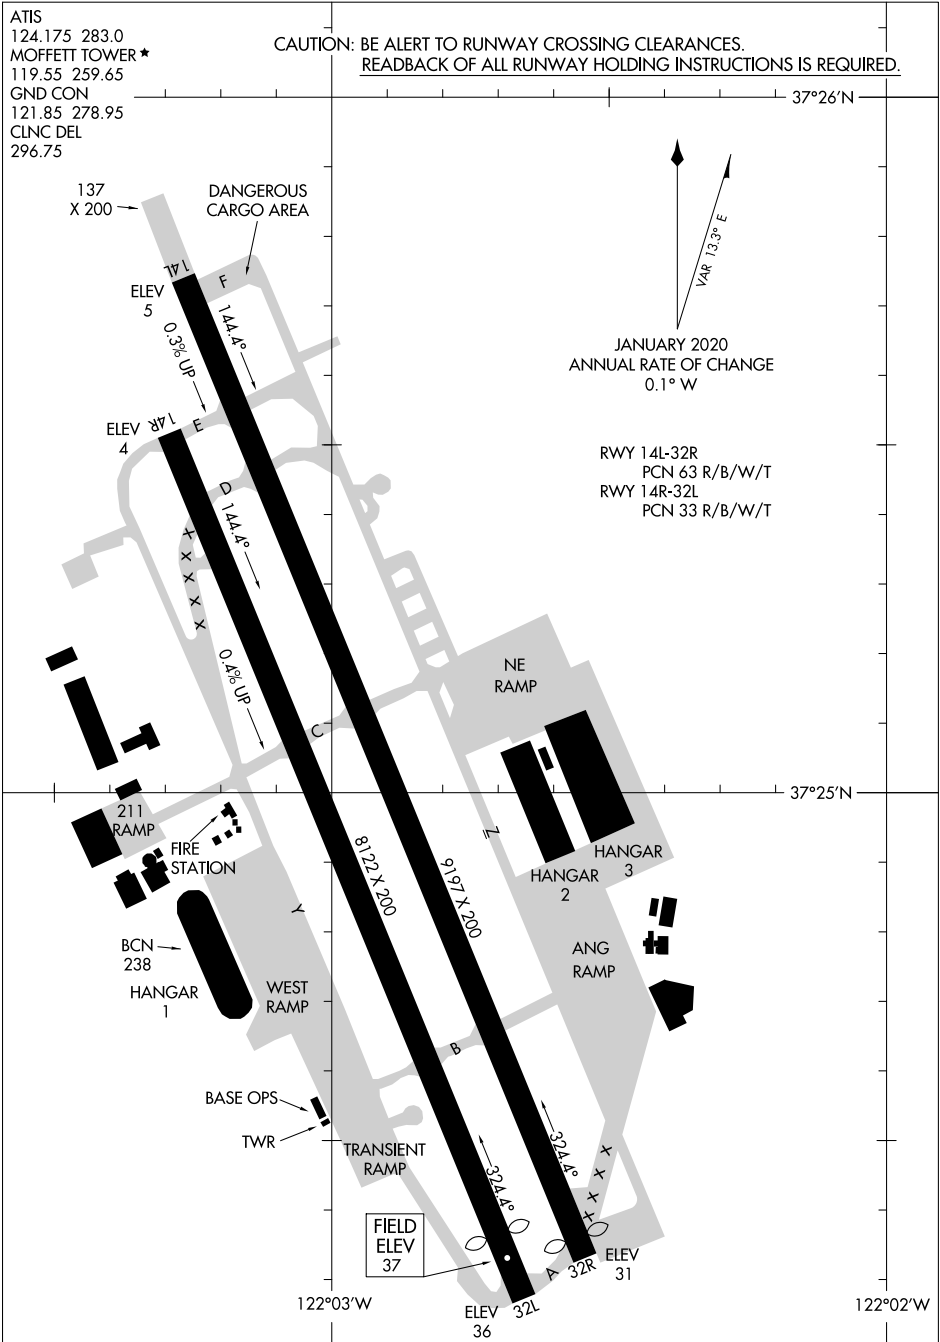 ATIS
124.175 283.0
MOFFETT TOWER★
119.55 259.65
GND CON
121.85 278.95
CLNC DEL
296.75
CAUTION: BE ALERT TO RUNWAY CROSSING CLEARANCES.
READBACK OF ALL RUNWAY HOLDING INSTRUCTIONS IS REQUIRED.
37°26'N
137
X 200
DANGEROUS
CARGO AREA
VAR 13.3° E
14L
F
ELEV
5
144.4°
0.3% UP
JANUARY 2020
ANNUAL RATE OF CHANGE
0.1° W
14R
E
ELEV
4
RWY 14L-32R
PCN 63 R/B/W/T
RWY 14R-32L
PCN 33 R/B/W/T
D
144.4°
X X X X X
0.4% UP
NE
RAMP
C
37°25'N
211
RAMP
FIRE
STATION
Z
8122 X 200
9197 X 200
HANGAR
3
HANGAR
2
Y
BCN
238
HANGAR
1
WEST
RAMP
ANG
RAMP
B
BASE OPS
TWR
TRANSIENT
RAMP
324.4°
324.4°
X X X X
FIELD
ELEV
37
A
32R
ELEV
31
32L
ELEV
36
122°03'W
122°02'W